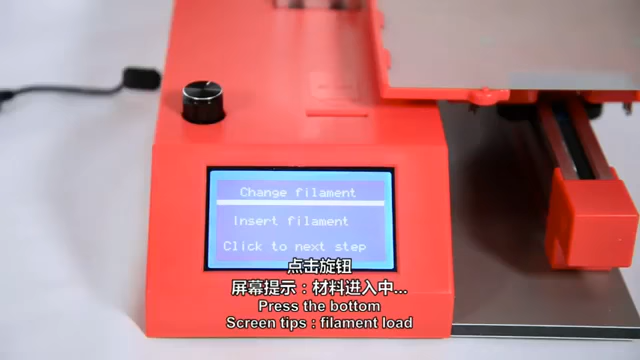 Change filament
Insert filament
Click to next step
点击旋钮
屏幕提示：材料进入中...
Press the bottom
Screen tips : filament load